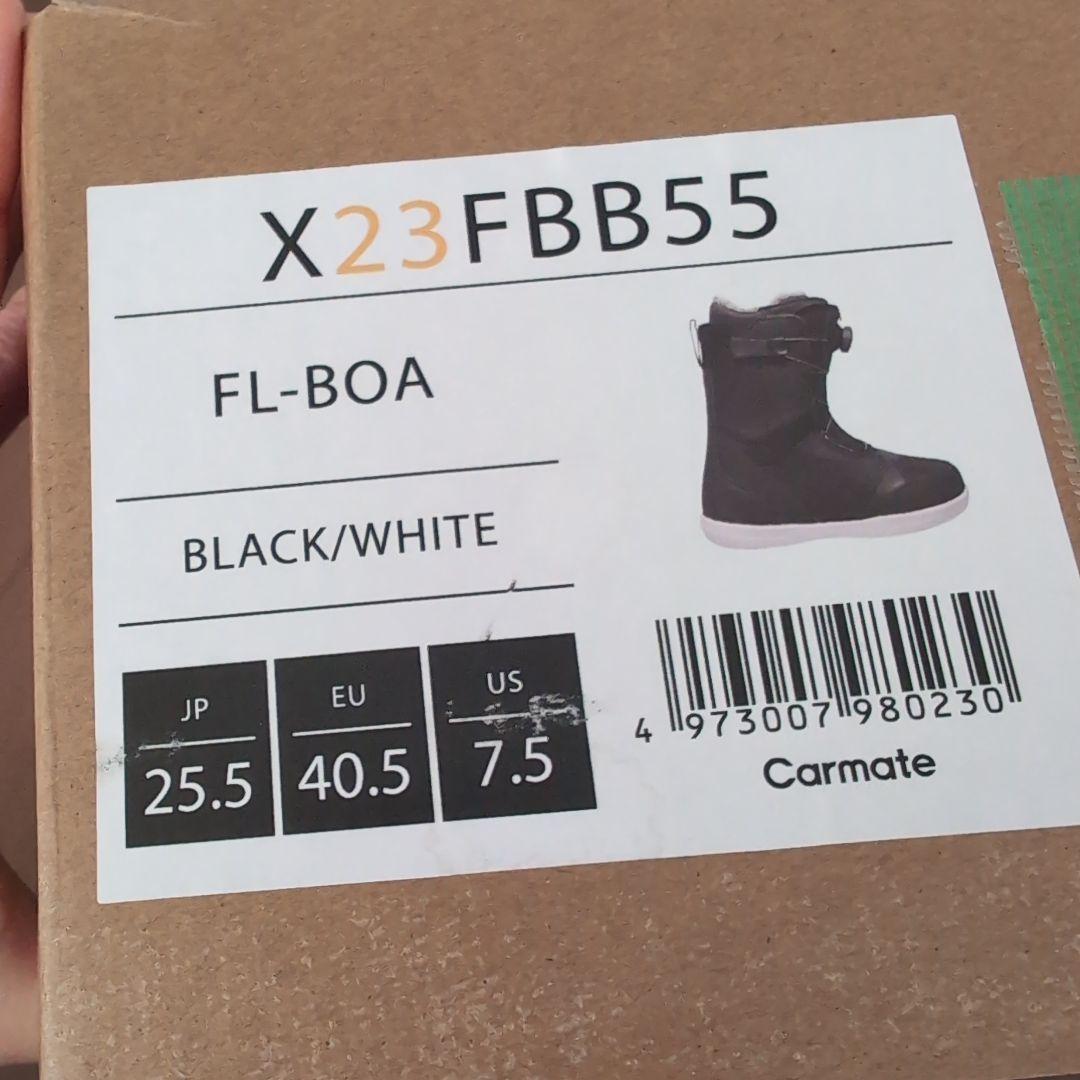 X23FBB55
FL-BOA
BLACK/WHITE
JP
25.5
EU
40.5
US
7.5
4 973007 980230
Carmate